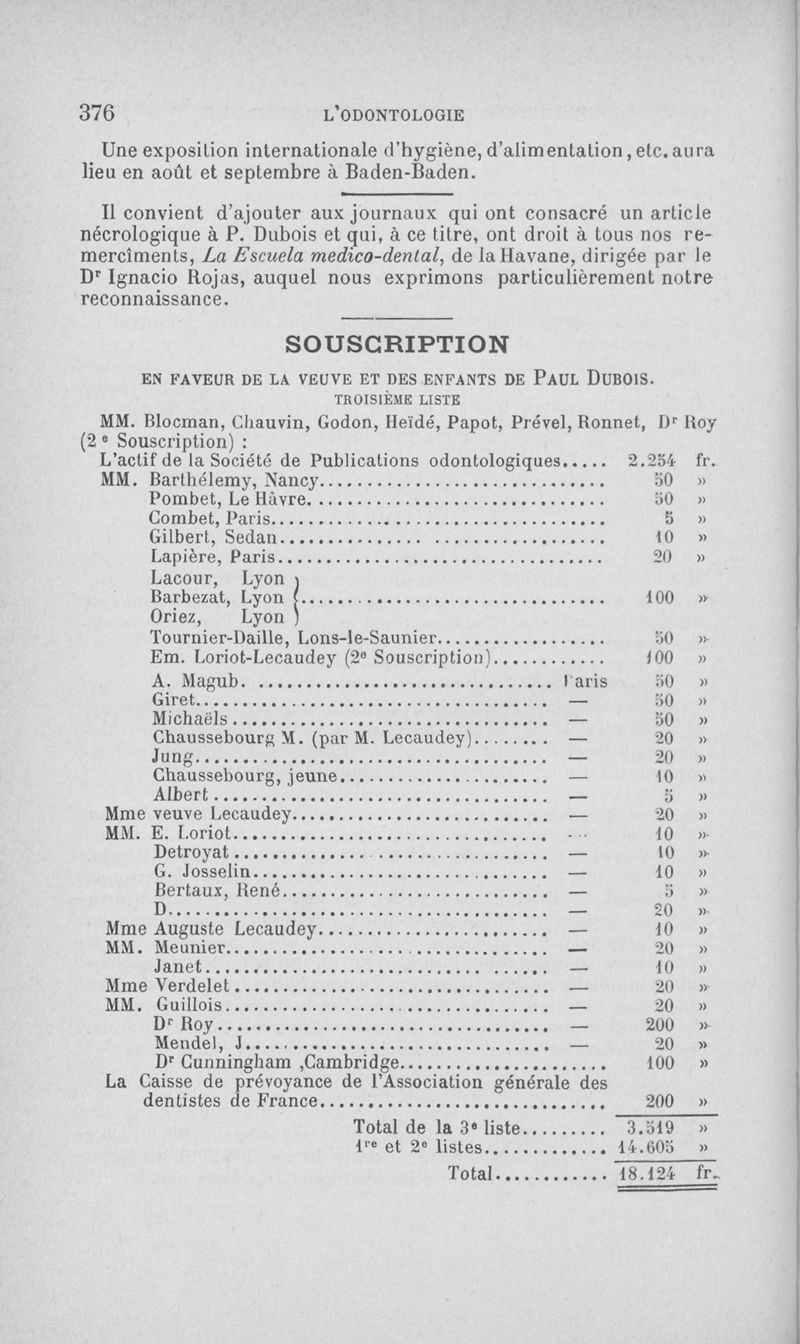 376 L'ODONTOLOGIE
Une exposition internationale d'hygiène, d'alimentation, etc. aura
lieu en août et septembre à Baden-Baden.
Il convient d'ajouter aux journaux qui ont consacré un article
nécrologique à P. Dubois et qui, à ce titre, ont droit à tous nos re-
mercîments, La Escuela medico-dental, de la Havane, dirigée par le
Dr Ignacio Rojas, auquel nous exprimons particulièrement notre
reconnaissance.
SOUSCRIPTION
EN FAVEUR DE LA VEUVE ET DES ENFANTS DE PAUL DUBOIS.
TROISIÈME LISTE
MM. Blocman, Chauvin, Godon, Heïdé, Papot, Prével, Ronnet, Dr Roy
(2e Souscription) :
L'actif de la Société de Publications odontologiques..... 2.254 fr.
MM. Barthélemy, Nancy.............................. 50 »
Pombet, Le Hâvre.............................. 50 »
Combet, Paris.............................. 5 »
Gilbert, Sedan.............................. 10 »
Lapière, Paris.............................. 20 »
Lacour, Lyon
Barbezat, Lyon }.............................. 100 »
Oriez, Lyon
Tournier-Daille, Lons-le-Saunier.................. 50 »
Em. Loriot-Lecaudey (2e Souscription)............ 100 »
A. Magub.............................. Paris 50 »
Giret.............................. — 50 »
Michaëls.............................. — 50 »
Chaussebourg M. (par M. Lecaudey)........ — 20 »
Jung.............................. — 20 »
Chaussebourg, jeune...................... — 10 »
Albert.............................. — 5 »
Mme veuve Lecaudey.......................... — 20 »
MM. E. Loriot.............................. — 10 »
Detroyat.............................. — 10 »
G. Josselin.............................. — 10 »
Bertaux, René.......................... — 5 »
D.............................. — 20 »
Mme Auguste Lecaudey........................ — 10 »
MM. Meunier.............................. — 20 »
Janet.............................. — 10 »
Mme Verdelet.............................. — 20 »
MM. Guillois.............................. — 20 »
Dr Roy.............................. — 200 »
Mendel, J.............................. — 20 »
Dr Cunningham ,Cambridge...................... 100 »
La Caisse de prévoyance de l'Association générale des
dentistes de France.............................. 200 »
Total de la 3e liste......... 3.519 »
1re et 2e listes............. 14.605 »
Total............ 18.124 fr.